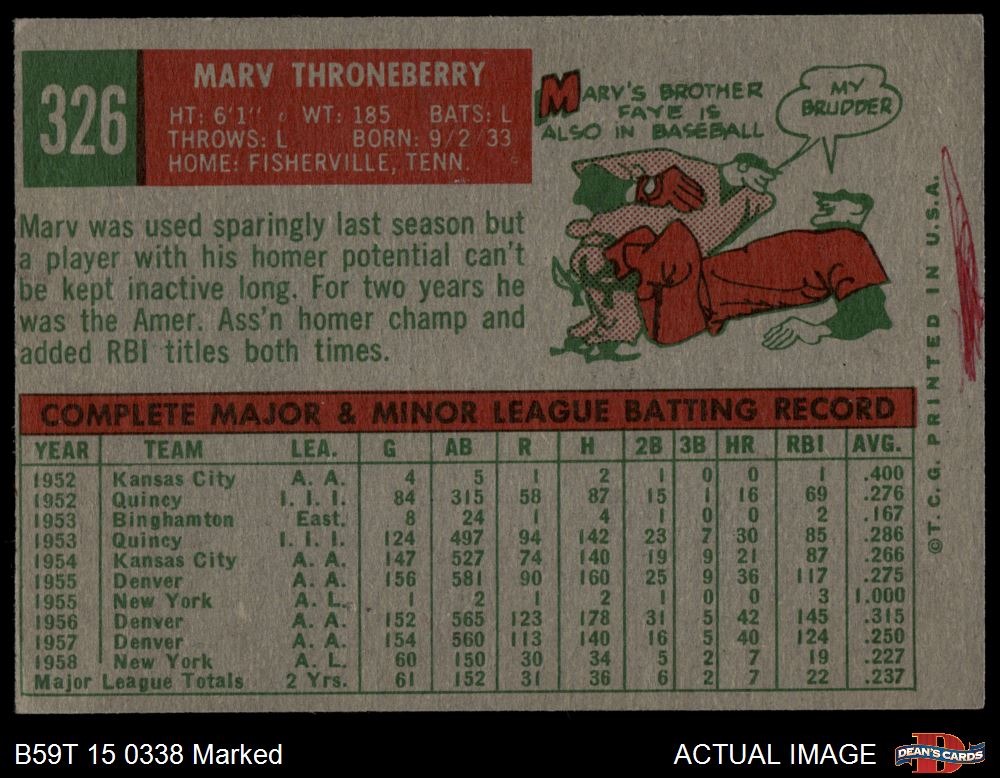 326
MARV THRONEBERRY
HT: 6'1" WT: 185 BATS: L
THROWS: L BORN: 9/2/33
HOME: FISHERVILLE, TENN.
MARV'S BROTHER
FAYE IS
ALSO IN BASEBALL
MY
BRUDDER
Marv was used sparingly last season but
a player with his homer potential can't
be kept inactive long. For two years he
was the Amer. Ass'n homer champ and
added RBI titles both times.
COMPLETE MAJOR & MINOR LEAGUE BATTING RECORD
YEAR TEAM LEA. G AB R H 2B 3B HR RBI AVG.
1952 Kansas City A. A. 4 5 1 2 1 0 0 1 .400
1952 Quincy I. I. I. 84 315 58 87 15 1 16 69 .276
1953 Binghamton East. 8 24 1 4 1 0 0 2 .167
1953 Quincy I. I. I. 124 497 94 142 23 7 30 85 .286
1954 Kansas City A. A. 147 527 74 140 19 9 21 87 .266
1955 Denver A. A. 156 581 90 160 25 9 36 117 .275
1955 New York A. L. 1 2 1 2 1 0 0 3 1.000
1956 Denver A. A. 152 565 123 178 31 5 42 145 .315
1957 Denver A. A. 154 560 113 140 16 5 40 124 .250
1958 New York A. L. 60 150 30 34 5 2 7 19 .227
Major League Totals 2 Yrs. 61 152 31 36 6 2 7 22 .237
© T. C. G. PRINTED IN U.S.A.
B59T 15 0338 Marked
ACTUAL IMAGE
DEAN'S CARDS